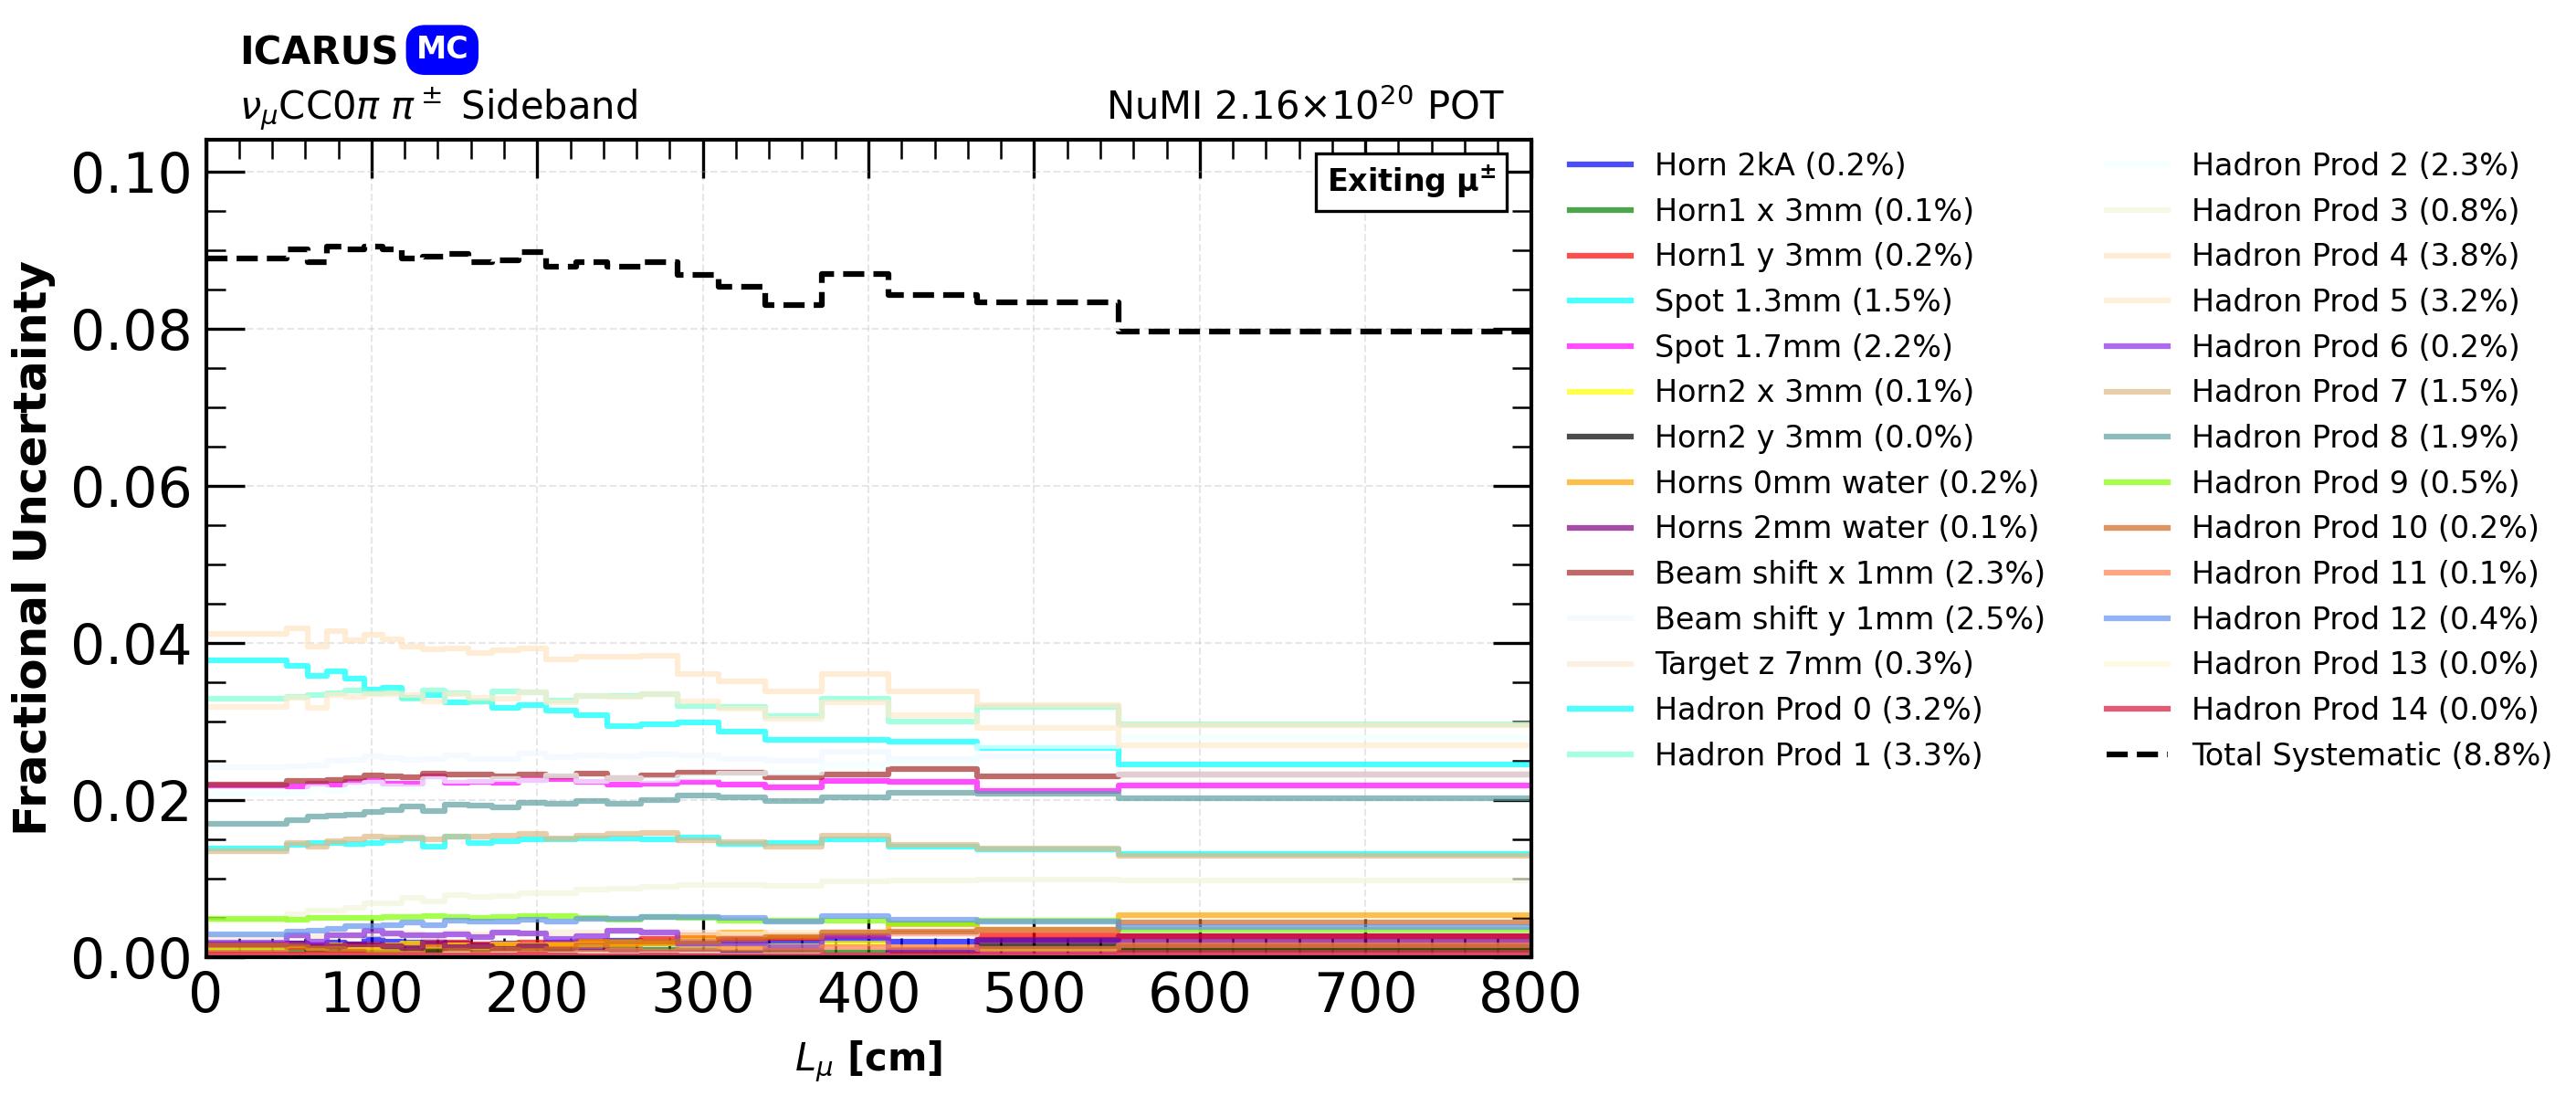 ICARUS MC
νμCC0π π± Sideband
NuMI 2.16×10²⁰ POT
Exiting μ±
Fractional Uncertainty
0.10
0.08
0.06
0.04
0.02
0.00
0 100 200 300 400 500 600 700 800
Lμ [cm]
Horn 2kA (0.2%)
Horn1 x 3mm (0.1%)
Horn1 y 3mm (0.2%)
Spot 1.3mm (1.5%)
Spot 1.7mm (2.2%)
Horn2 x 3mm (0.1%)
Horn2 y 3mm (0.0%)
Horns 0mm water (0.2%)
Horns 2mm water (0.1%)
Beam shift x 1mm (2.3%)
Beam shift y 1mm (2.5%)
Target z 7mm (0.3%)
Hadron Prod 0 (3.2%)
Hadron Prod 1 (3.3%)
Hadron Prod 2 (2.3%)
Hadron Prod 3 (0.8%)
Hadron Prod 4 (3.8%)
Hadron Prod 5 (3.2%)
Hadron Prod 6 (0.2%)
Hadron Prod 7 (1.5%)
Hadron Prod 8 (1.9%)
Hadron Prod 9 (0.5%)
Hadron Prod 10 (0.2%)
Hadron Prod 11 (0.1%)
Hadron Prod 12 (0.4%)
Hadron Prod 13 (0.0%)
Hadron Prod 14 (0.0%)
Total Systematic (8.8%)